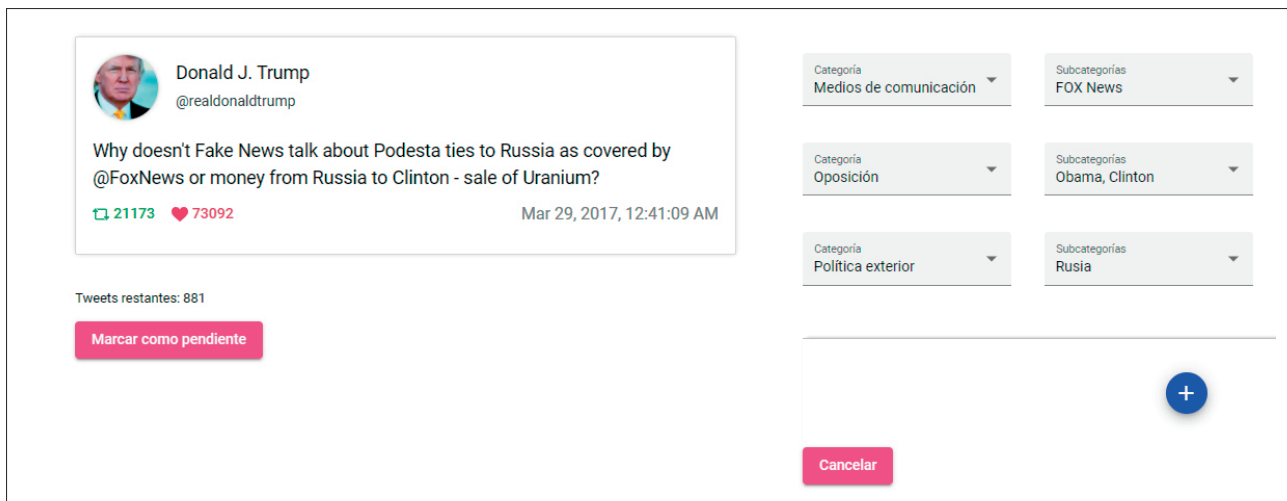 Donald J. Trump
@realdonaldtrump
Why doesn't Fake News talk about Podesta ties to Russia as covered by
@FoxNews or money from Russia to Clinton - sale of Uranium?
21173 73092 Mar 29, 2017, 12:41:09 AM
Tweets restantes: 881
Marcar como pendiente
Categoría
Medios de comunicación
Subcategorías
FOX News
Categoría
Oposición
Subcategorías
Obama, Clinton
Categoría
Política exterior
Subcategorías
Rusia
+
Cancelar